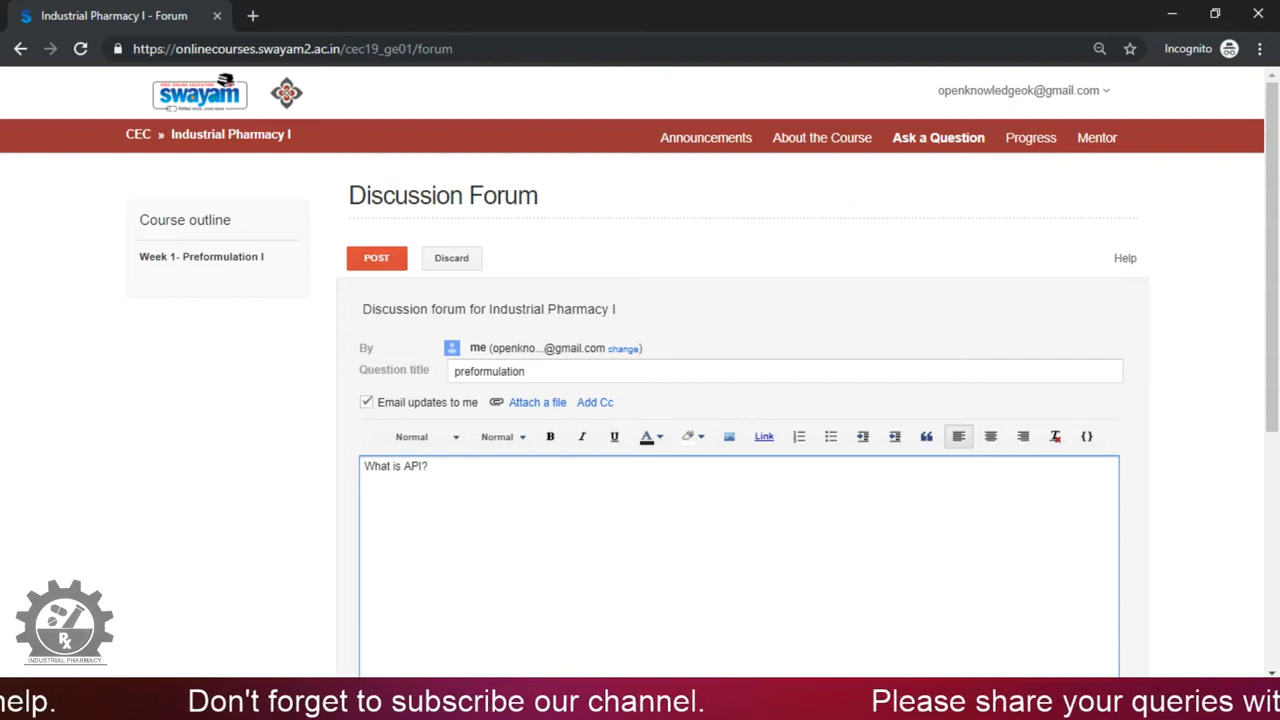 Industrial Pharmacy I - Forum
https://onlinecourses.swayam2.ac.in/cec19_ge01/forum
Incognito
swayam
openknowledgeok@gmail.com
CEC » Industrial Pharmacy I
Announcements About the Course Ask a Question Progress Mentor
Discussion Forum
Course outline
Week 1- Preformulation I
POST Discard Help
Discussion forum for Industrial Pharmacy I
By me (openkno...@gmail.com change)
Question title preformulation
Email updates to me Attach a file Add Cc
Normal Normal B I U A Link {}
What is API?
Rx
INDUSTRIAL PHARMACY
help. Don't forget to subscribe our channel. Please share your queries wit